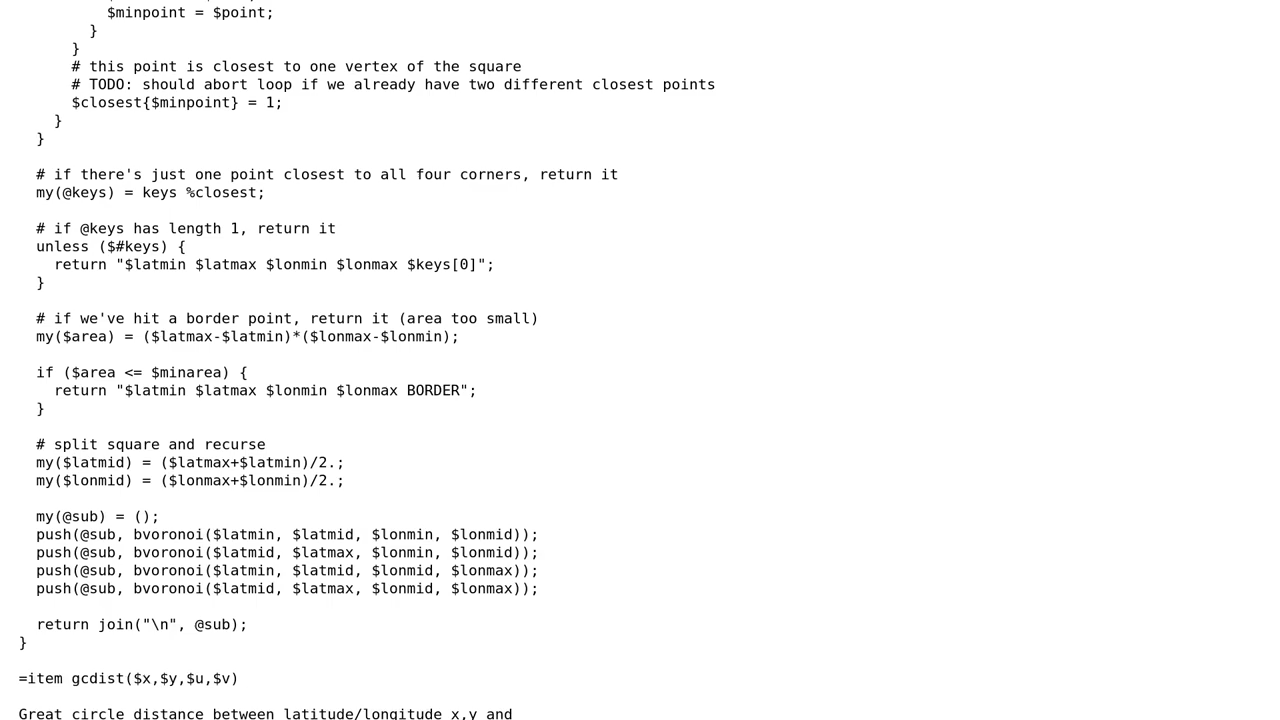 $minpoint = $point;
}
}
# this point is closest to one vertex of the square
# TODO: should abort loop if we already have two different closest points
$closest{$minpoint} = 1;
}
}
# if there's just one point closest to all four corners, return it
my(@keys) = keys %closest;
# if @keys has length 1, return it
unless ($#keys) {
return "$latmin $latmax $lonmin $lonmax $keys[0]";
}
# if we've hit a border point, return it (area too small)
my($area) = ($latmax-$latmin)*($lonmax-$lonmin);
if ($area <= $minarea) {
return "$latmin $latmax $lonmin $lonmax BORDER";
}
# split square and recurse
my($latmid) = ($latmax+$latmin)/2.;
my($lonmid) = ($lonmax+$lonmin)/2.;
my(@sub) = ();
push(@sub, bvoronoi($latmin, $latmid, $lonmin, $lonmid));
push(@sub, bvoronoi($latmid, $latmax, $lonmin, $lonmid));
push(@sub, bvoronoi($latmin, $latmid, $lonmid, $lonmax));
push(@sub, bvoronoi($latmid, $latmax, $lonmid, $lonmax));
return join("\n", @sub);
}
=item gcdist($x,$y,$u,$v)
Great circle distance between latitude/longitude x,y and